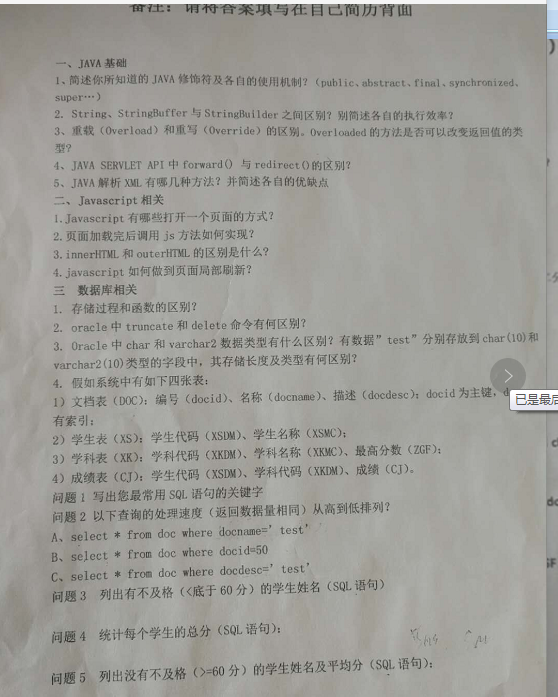 备注：请将答案填写在自己简历背面
一、JAVA 基础
1、简述你所知道的 JAVA 修饰符及各自的使用机制？（public、abstract、final、synchronized、
super…）
2. String、StringBuffer 与 StringBuilder 之间区别？别简述各自的执行效率？
3、重载（Overload）和重写（Override）的区别。Overloaded 的方法是否可以改变返回值的类
型？
4、JAVA SERVLET API 中 forward() 与 redirect()的区别？
5、JAVA 解析 XML 有哪几种方法？并简述各自的优缺点
二、Javascript 相关
1.Javascript 有哪些打开一个页面的方式？
2.页面加载完后调用 js 方法如何实现？
3.innerHTML 和 outerHTML 的区别是什么？
4.javascript 如何做到页面局部刷新？
三 数据库相关
1. 存储过程和函数的区别？
2. oracle 中 truncate 和 delete 命令有何区别？
3. Oracle 中 char 和 varchar2 数据类型有什么区别？有数据”test”分别存放到 char(10)和
varchar2(10)类型的字段中，其存储长度及类型有何区别？
4. 假如系统中有如下四张表：
1）文档表（DOC）：编号（docid）、名称（docname）、描述（docdesc）；docid 为主键，
已是最后
有索引；
2）学生表（XS）：学生代码（XSDM）、学生名称（XSMC）；
3）学科表（XK）：学科代码（XKDM）、学科名称（XKMC）、最高分数（ZGF）；
4）成绩表（CJ）：学生代码（XSDM）、学科代码（XKDM）、成绩（CJ）。
问题 1 写出您最常用 SQL 语句的关键字
问题 2 以下查询的处理速度（返回数据量相同）从高到低排列？
A、select * from doc where docname=’test’
B、select * from doc where docid=50
C、select * from doc where docdesc=’test’
问题 3 列出有不及格（<底于 60 分）的学生姓名（SQL 语句）
问题 4 统计每个学生的总分（SQL 语句）；
问题 5 列出没有不及格（>=60 分）的学生姓名及平均分（SQL 语句）；